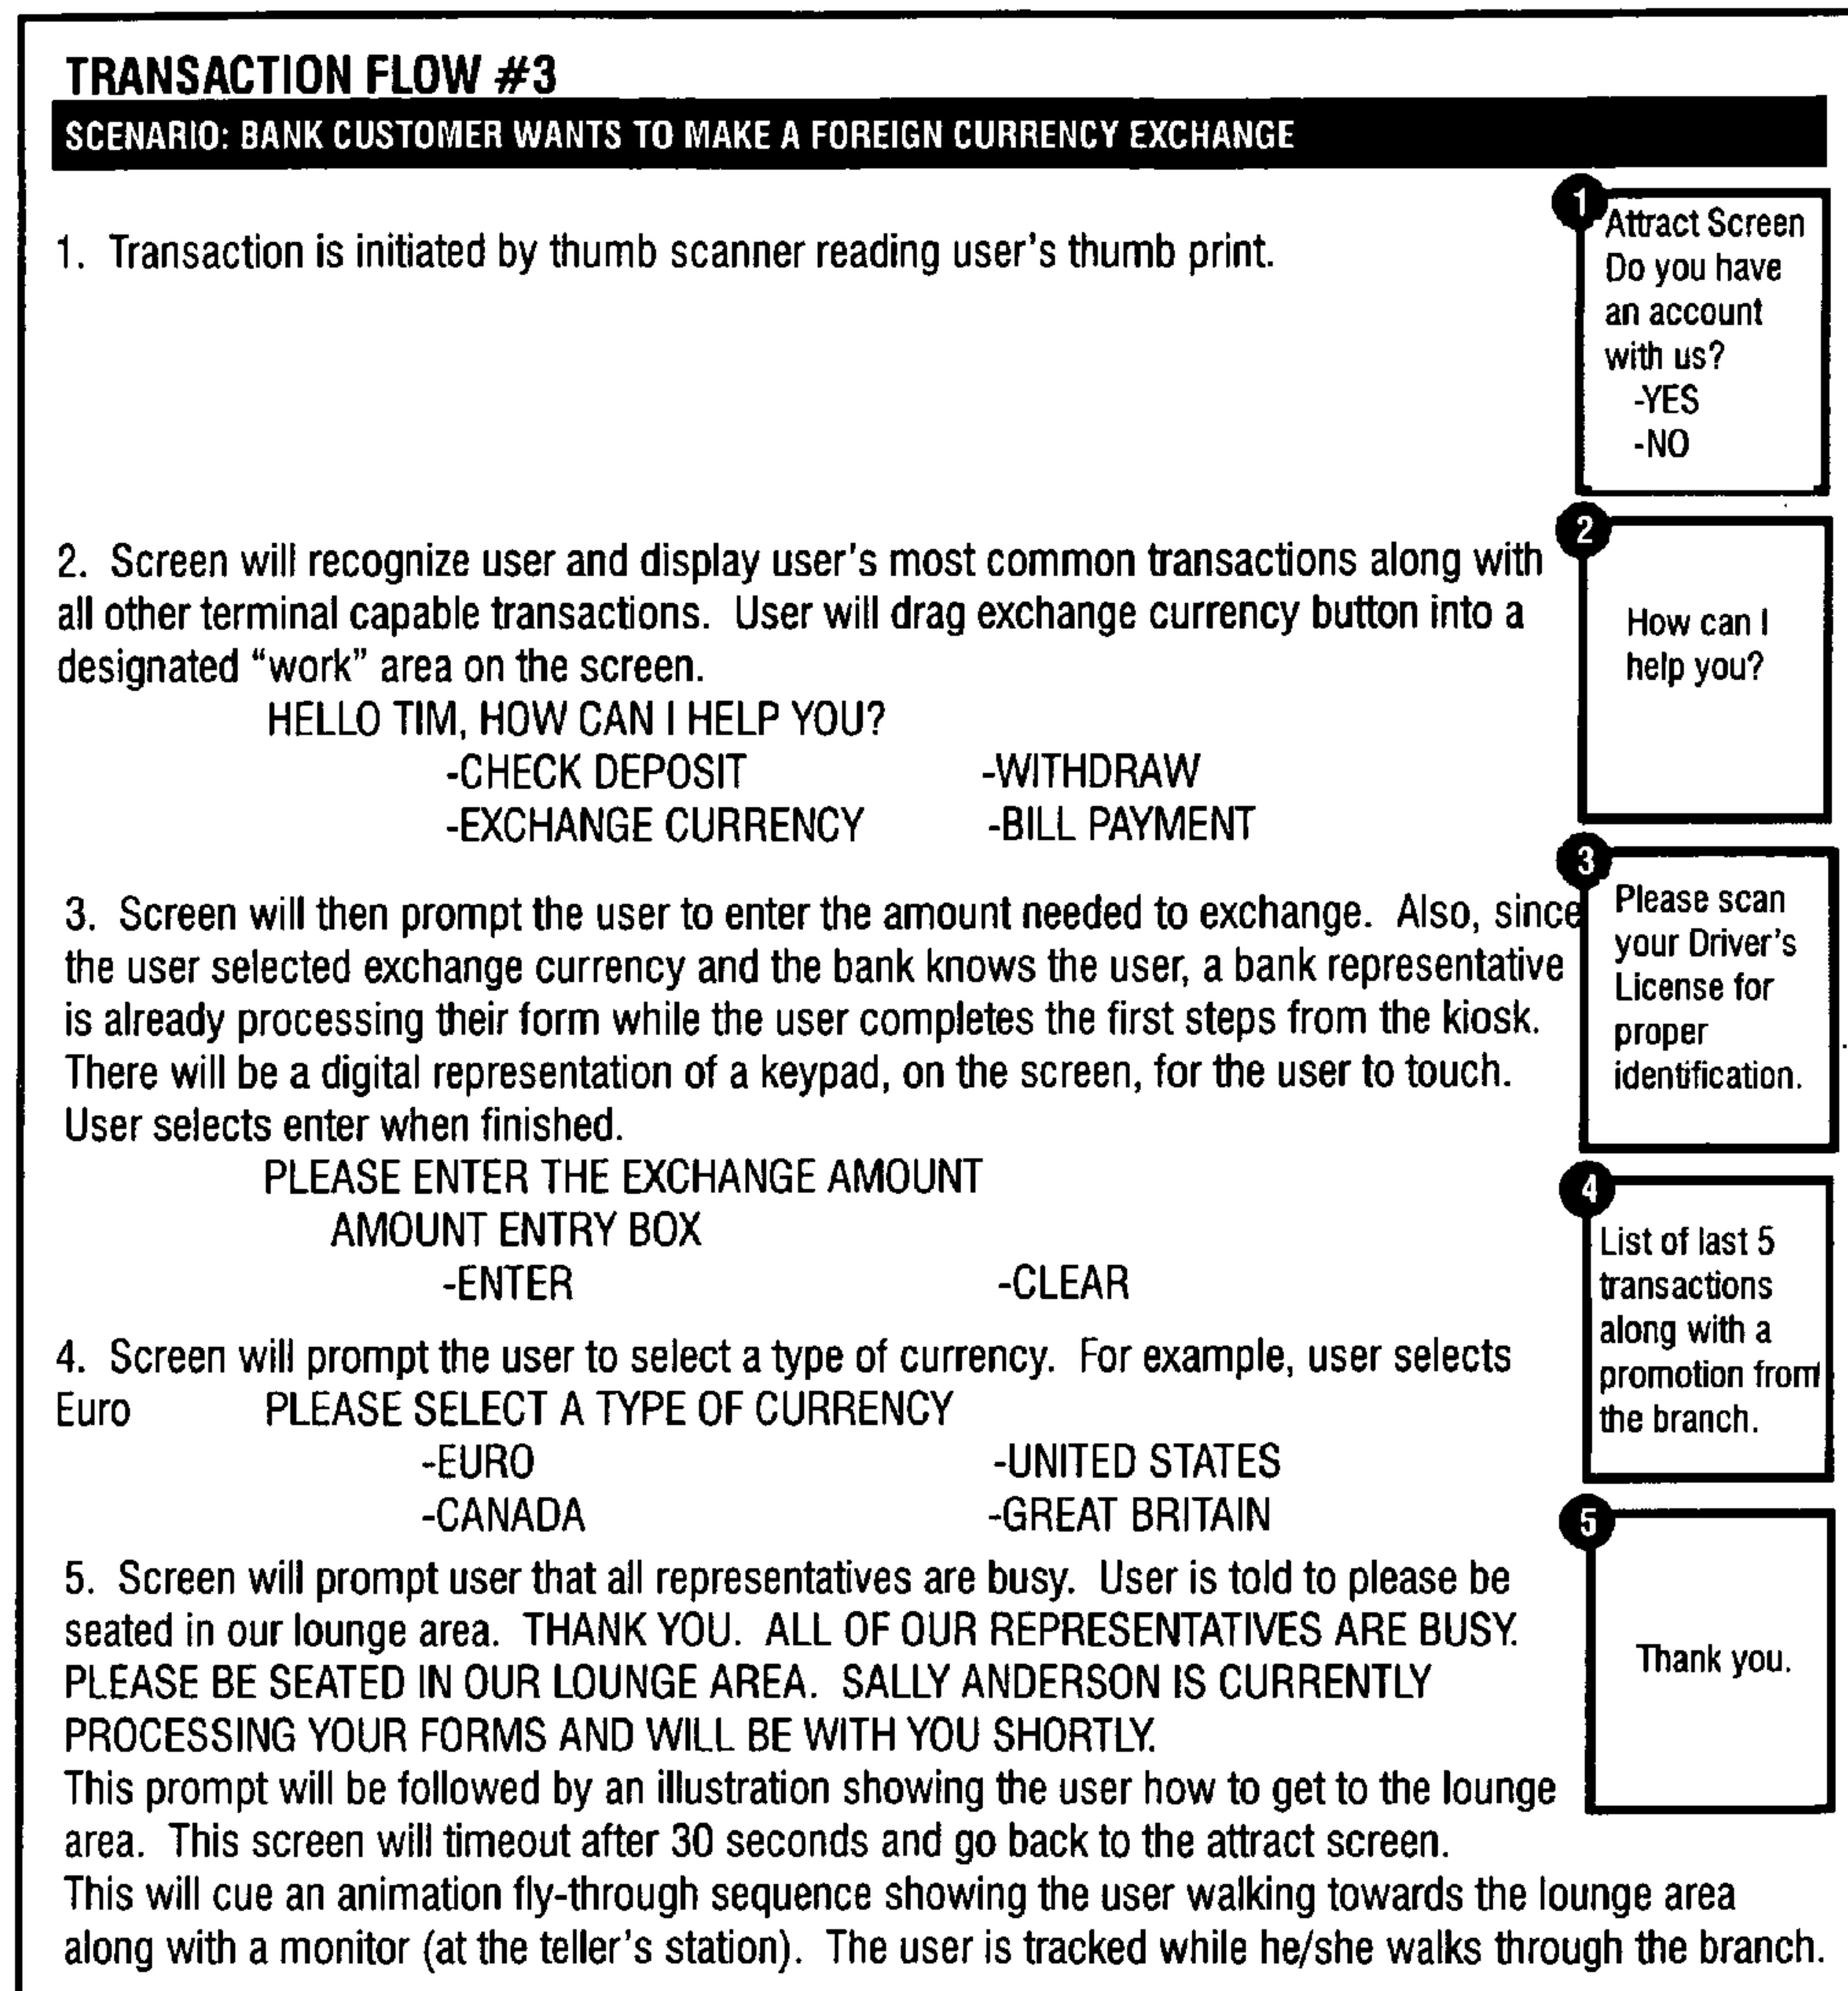 TRANSACTION FLOW #3
SCENARIO: BANK CUSTOMER WANTS TO MAKE A FOREIGN CURRENCY EXCHANGE
1. Transaction is initiated by thumb scanner reading user's thumb print.
1
Attract Screen
Do you have
an account
with us?
-YES
-NO
2. Screen will recognize user and display user's most common transactions along with
all other terminal capable transactions. User will drag exchange currency button into a
designated “work” area on the screen.
HELLO TIM, HOW CAN I HELP YOU?
-CHECK DEPOSIT -WITHDRAW
-EXCHANGE CURRENCY -BILL PAYMENT
2
How can I
help you?
3. Screen will then prompt the user to enter the amount needed to exchange. Also, since
the user selected exchange currency and the bank knows the user, a bank representative
is already processing their form while the user completes the first steps from the kiosk.
There will be a digital representation of a keypad, on the screen, for the user to touch.
User selects enter when finished.
PLEASE ENTER THE EXCHANGE AMOUNT
AMOUNT ENTRY BOX
-ENTER -CLEAR
3
Please scan
your Driver's
License for
proper
identification.
4. Screen will prompt the user to select a type of currency. For example, user selects
Euro PLEASE SELECT A TYPE OF CURRENCY
-EURO -UNITED STATES
-CANADA -GREAT BRITAIN
4
List of last 5
transactions
along with a
promotion from
the branch.
5. Screen will prompt user that all representatives are busy. User is told to please be
seated in our lounge area. THANK YOU. ALL OF OUR REPRESENTATIVES ARE BUSY.
PLEASE BE SEATED IN OUR LOUNGE AREA. SALLY ANDERSON IS CURRENTLY
PROCESSING YOUR FORMS AND WILL BE WITH YOU SHORTLY.
This prompt will be followed by an illustration showing the user how to get to the lounge
area. This screen will timeout after 30 seconds and go back to the attract screen.
This will cue an animation fly-through sequence showing the user walking towards the lounge area
along with a monitor (at the teller's station). The user is tracked while he/she walks through the branch.
5
Thank you.